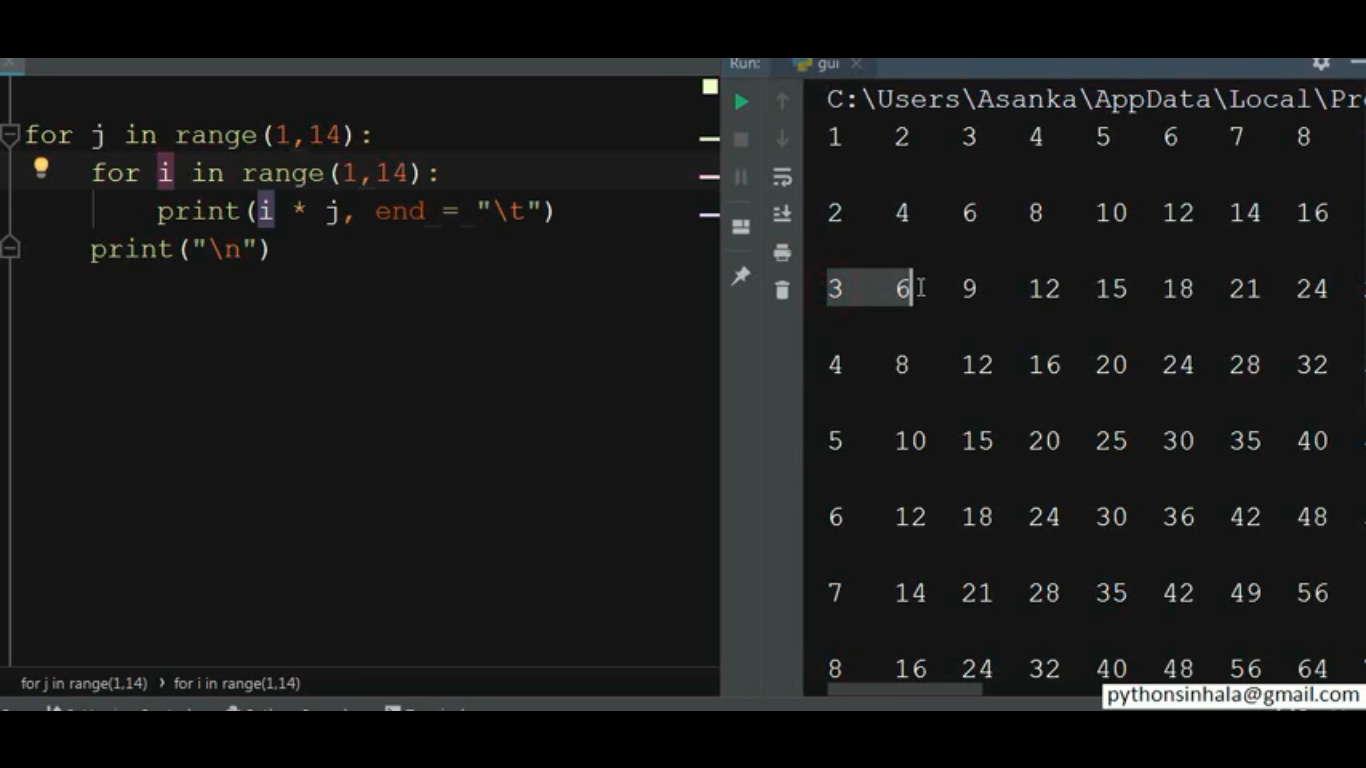 for j in range(1,14):
    for i in range(1,14):
        print(i * j, end = "\t")
    print("\n")
for j in range(1,14) › for i in range(1,14)
Run: gui
C:\Users\Asanka\AppData\Local\Pr
1 2 3 4 5 6 7 8
2 4 6 8 10 12 14 16
3 6 9 12 15 18 21 24
4 8 12 16 20 24 28 32
5 10 15 20 25 30 35 40
6 12 18 24 30 36 42 48
7 14 21 28 35 42 49 56
8 16 24 32 40 48 56 64
pythonsinhala@gmail.com